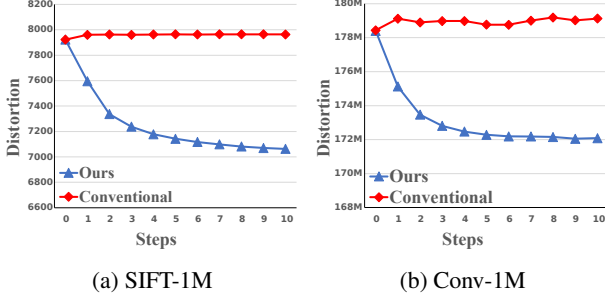 8200
8000
7800
7600
7400
7200
7000
6800
6600
Distortion
Ours
Conventional
0 1 2 3 4 5 6 7 8 9 10
Steps
(a) SIFT-1M
180M
178M
176M
174M
172M
170M
168M
Distortion
Ours
Conventional
0 1 2 3 4 5 6 7 8 9 10
Steps
(b) Conv-1M